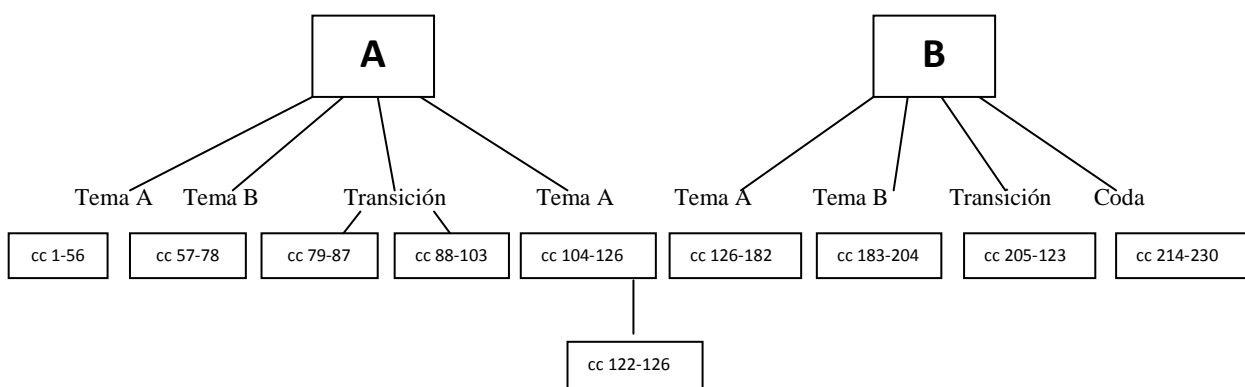 A B
Tema A Tema B Transición Tema A Tema A Tema B Transición Coda
cc 1-56 cc 57-78 cc 79-87 cc 88-103 cc 104-126 cc 126-182 cc 183-204 cc 205-123 cc 214-230
cc 122-126